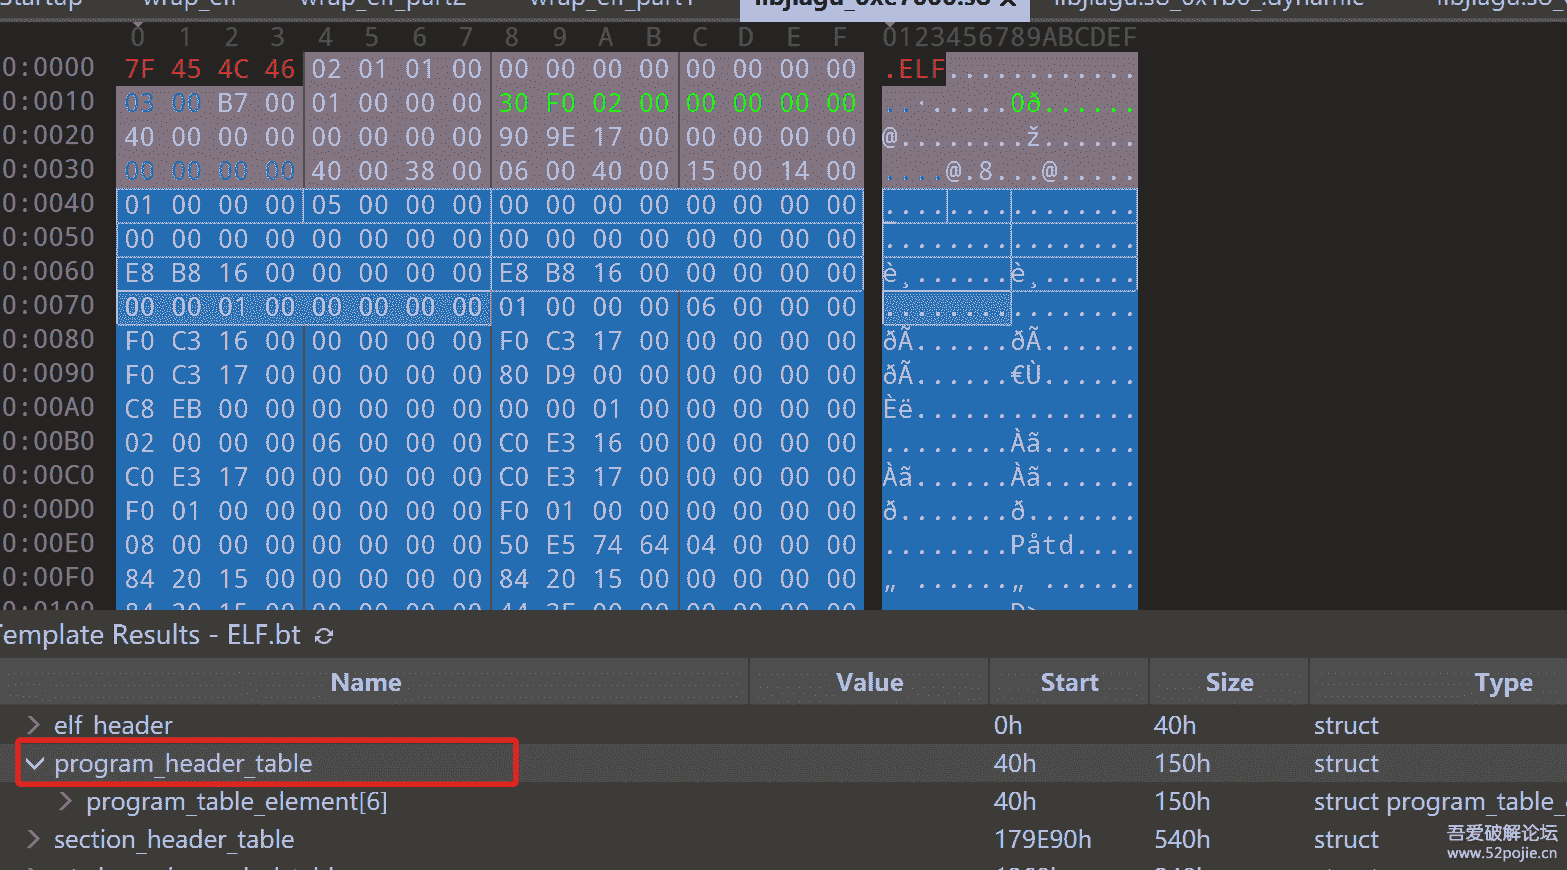 wrap_elf wrap_elf_part2 wrap_elf_part1
0 1 2 3 4 5 6 7 8 9 A B C D E F 0123456789ABCDEF
0:0000 7F 45 4C 46 02 01 01 00 00 00 00 00 00 00 00 00 .ELF............
0:0010 03 00 B7 00 01 00 00 00 30 F0 02 00 00 00 00 00 ..·.....0ð......
0:0020 40 00 00 00 00 00 00 00 90 9E 17 00 00 00 00 00 @........ž......
0:0030 00 00 00 00 40 00 38 00 06 00 40 00 15 00 14 00 ....@.8...@.....
0:0040 01 00 00 00 05 00 00 00 00 00 00 00 00 00 00 00 ................
0:0050 00 00 00 00 00 00 00 00 00 00 00 00 00 00 00 00 ................
0:0060 E8 B8 16 00 00 00 00 00 E8 B8 16 00 00 00 00 00 è¸......è¸......
0:0070 00 00 01 00 00 00 00 00 01 00 00 00 06 00 00 00 ................
0:0080 F0 C3 16 00 00 00 00 00 F0 C3 17 00 00 00 00 00 ðÃ......ðÃ......
0:0090 F0 C3 17 00 00 00 00 00 80 D9 00 00 00 00 00 00 ðÃ......€Ù......
0:00A0 C8 EB 00 00 00 00 00 00 00 00 01 00 00 00 00 00 Èë..............
0:00B0 02 00 00 00 06 00 00 00 C0 E3 16 00 00 00 00 00 ........Àã......
0:00C0 C0 E3 17 00 00 00 00 00 C0 E3 17 00 00 00 00 00 Àã......Àã......
0:00D0 F0 01 00 00 00 00 00 00 F0 01 00 00 00 00 00 00 ð.......ð.......
0:00E0 08 00 00 00 00 00 00 00 50 E5 74 64 04 00 00 00 ........Påtd....
0:00F0 84 20 15 00 00 00 00 00 84 20 15 00 00 00 00 00 „ ......„ ......
Template Results - ELF.bt
Name Value Start Size Type
elf_header 0h 40h struct
program_header_table 40h 150h struct
program_table_element[6] 40h 150h struct program_table_
section_header_table 179E90h 540h struct
吾爱破解论坛
www.52pojie.cn